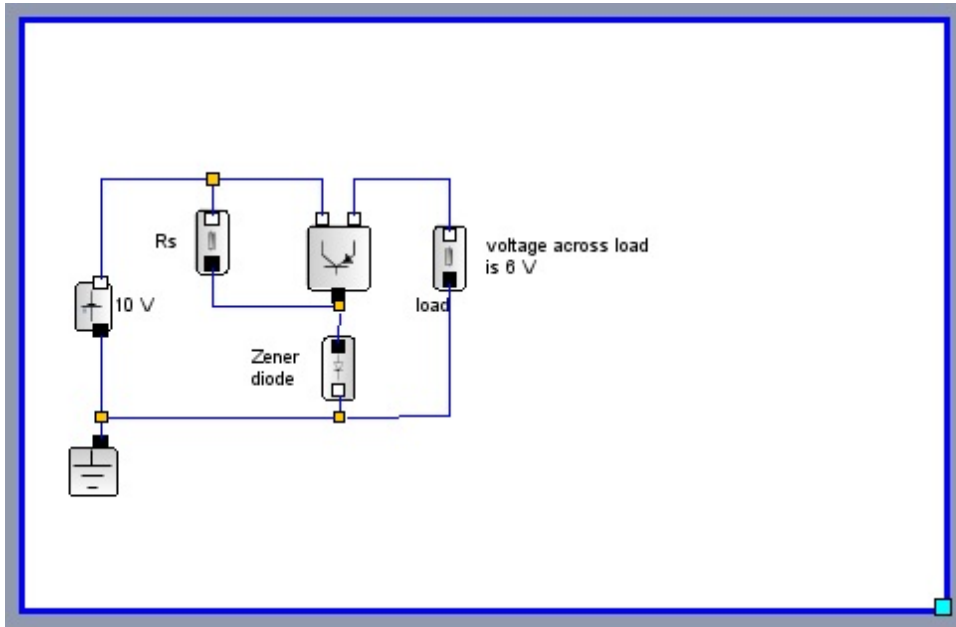 Rs
voltage across load
is 6 V
10 V
load
Zener
diode